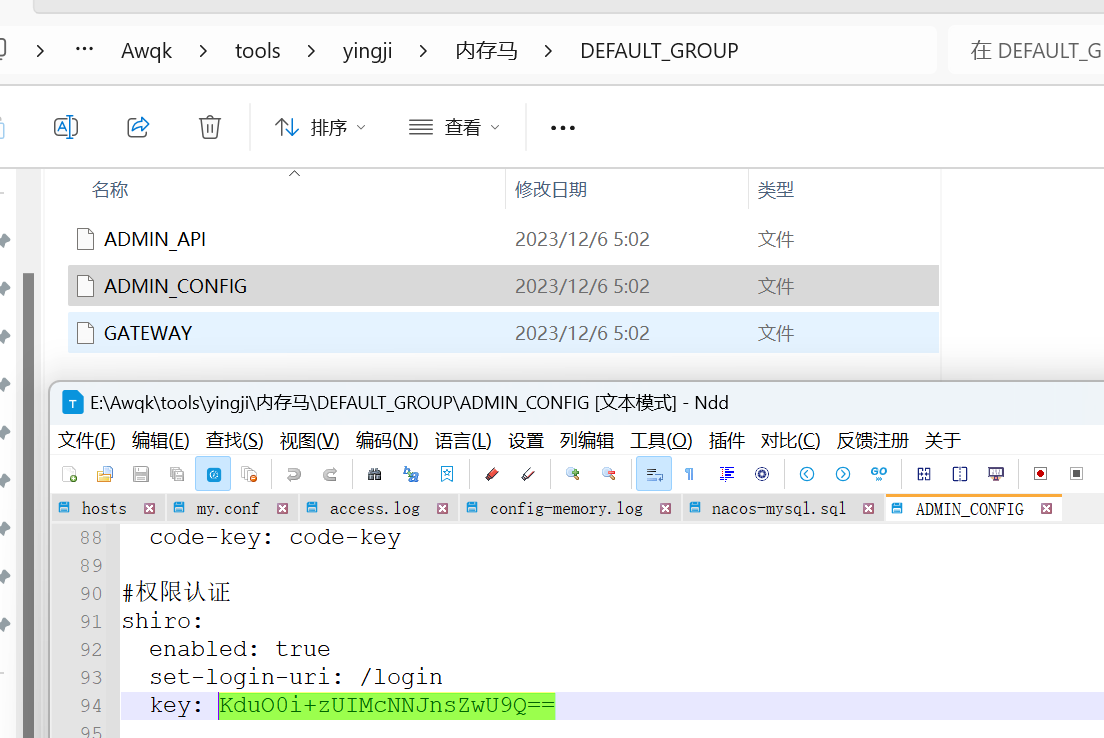 Awqk tools yingji 内存马 DEFAULT_GROUP 在 DEFAULT_G
排序 查看
名称 修改日期 类型
ADMIN_API 2023/12/6 5:02 文件
ADMIN_CONFIG 2023/12/6 5:02 文件
GATEWAY 2023/12/6 5:02 文件
E:\Awqk\tools\yingji\内存马\DEFAULT_GROUP\ADMIN_CONFIG [文本模式] - Ndd
文件(F) 编辑(E) 查找(S) 视图(V) 编码(N) 语言(L) 设置 列编辑 工具(O) 插件 对比(C) 反馈注册 关于
hosts my.conf access.log config-memory.log nacos-mysql.sql ADMIN_CONFIG
88 code-key: code-key
89
90 #权限认证
91 shiro:
92 enabled: true
93 set-login-uri: /login
94 key: KduO0i+zUIMcNNJnsZwU9Q==
95